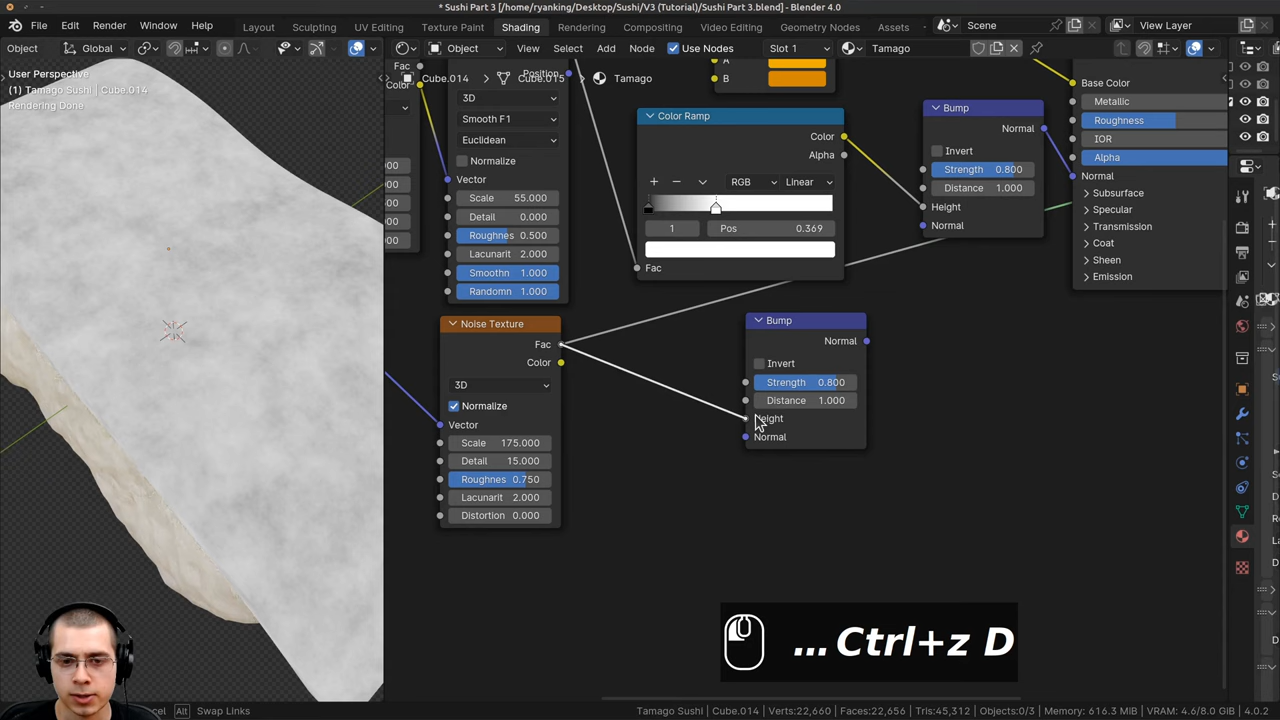 * Sushi Part 3 [/home/ryanking/Desktop/Sushi/V3 (Tutorial)/Sushi Part 3.blend] - Blender 4.0
File Edit Render Window Help Layout Sculpting UV Editing Texture Paint Shading Rendering Compositing Video Editing Animation Scene View Layer
Object Global Object View Select Add Node Use Nodes Slot 1 Tamago
User Perspective
(1) Tamago Sushi | Cube.014
Rendering Done
Fac
Color
Position
Cube.014 > Cube.015 > Tamago
3D
Smooth F1
Euclidean
Normalize
Vector
Scale 55.000
Detail 0.000
Roughnes 0.500
Lacunarit 2.000
Smoothn 1.000
Randomn 1.000
A
B
Color Ramp
Color
Alpha
RGB Linear
1 Pos 0.369
Fac
Bump
Normal
Invert
Strength 0.800
Distance 1.000
Height
Normal
Base Color
Metallic
Roughness
IOR
Alpha
Normal
Subsurface
Specular
Transmission
Coat
Sheen
Emission
Noise Texture
Fac
Color
3D
Normalize
Vector
Scale 175.000
Detail 15.000
Roughnes 0.750
Lacunarit 2.000
Distortion 0.000
Bump
Normal
Invert
Strength 0.800
Distance 1.000
Height
Normal
...Ctrl+z D
Alt Swap Links
Tamago Sushi | Cube.014 | Verts:22,660 | Faces:22,656 | Tris:45,312 | Objects:0/3 | Memory: 616.3 MiB | VRAM: 4.6/8.0 GiB | 4.0.2